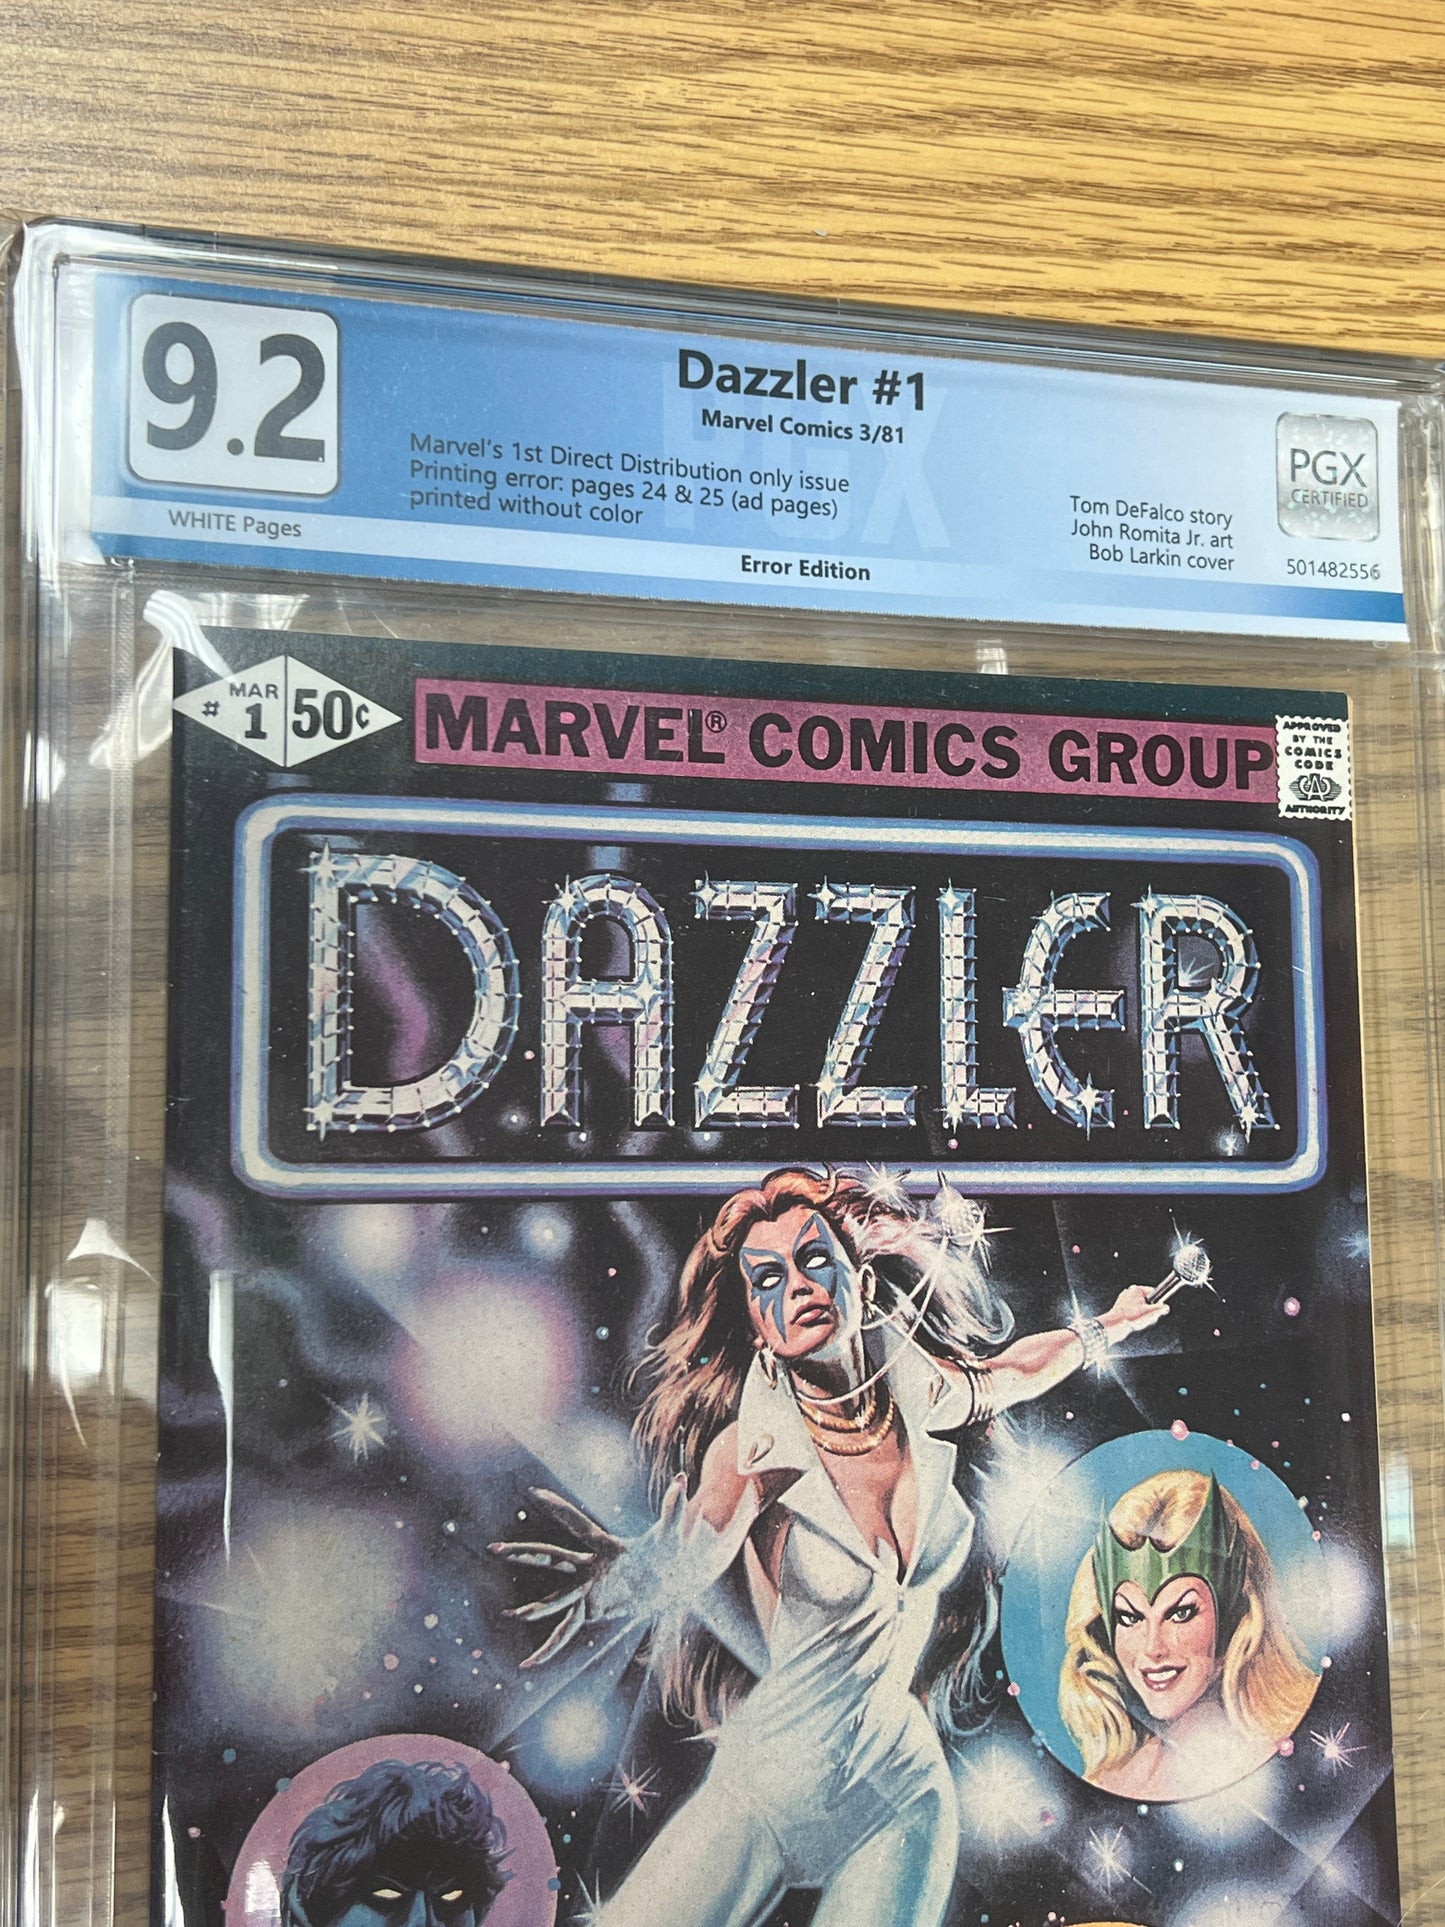 9.2
WHITE Pages
Dazzler #1
Marvel Comics 3/81
Marvel's 1st Direct Distribution only issue
Printing error: pages 24 & 25 (ad pages)
printed without color
Error Edition
Tom DeFalco story
John Romita Jr. art
Bob Larkin cover
PGX
CERTIFIED
501482556
PGX
MAR
# 1
50¢
MARVEL® COMICS GROUP
APPROVED
BY THE
COMICS
CODE
CA
AUTHORITY
DAZZLER